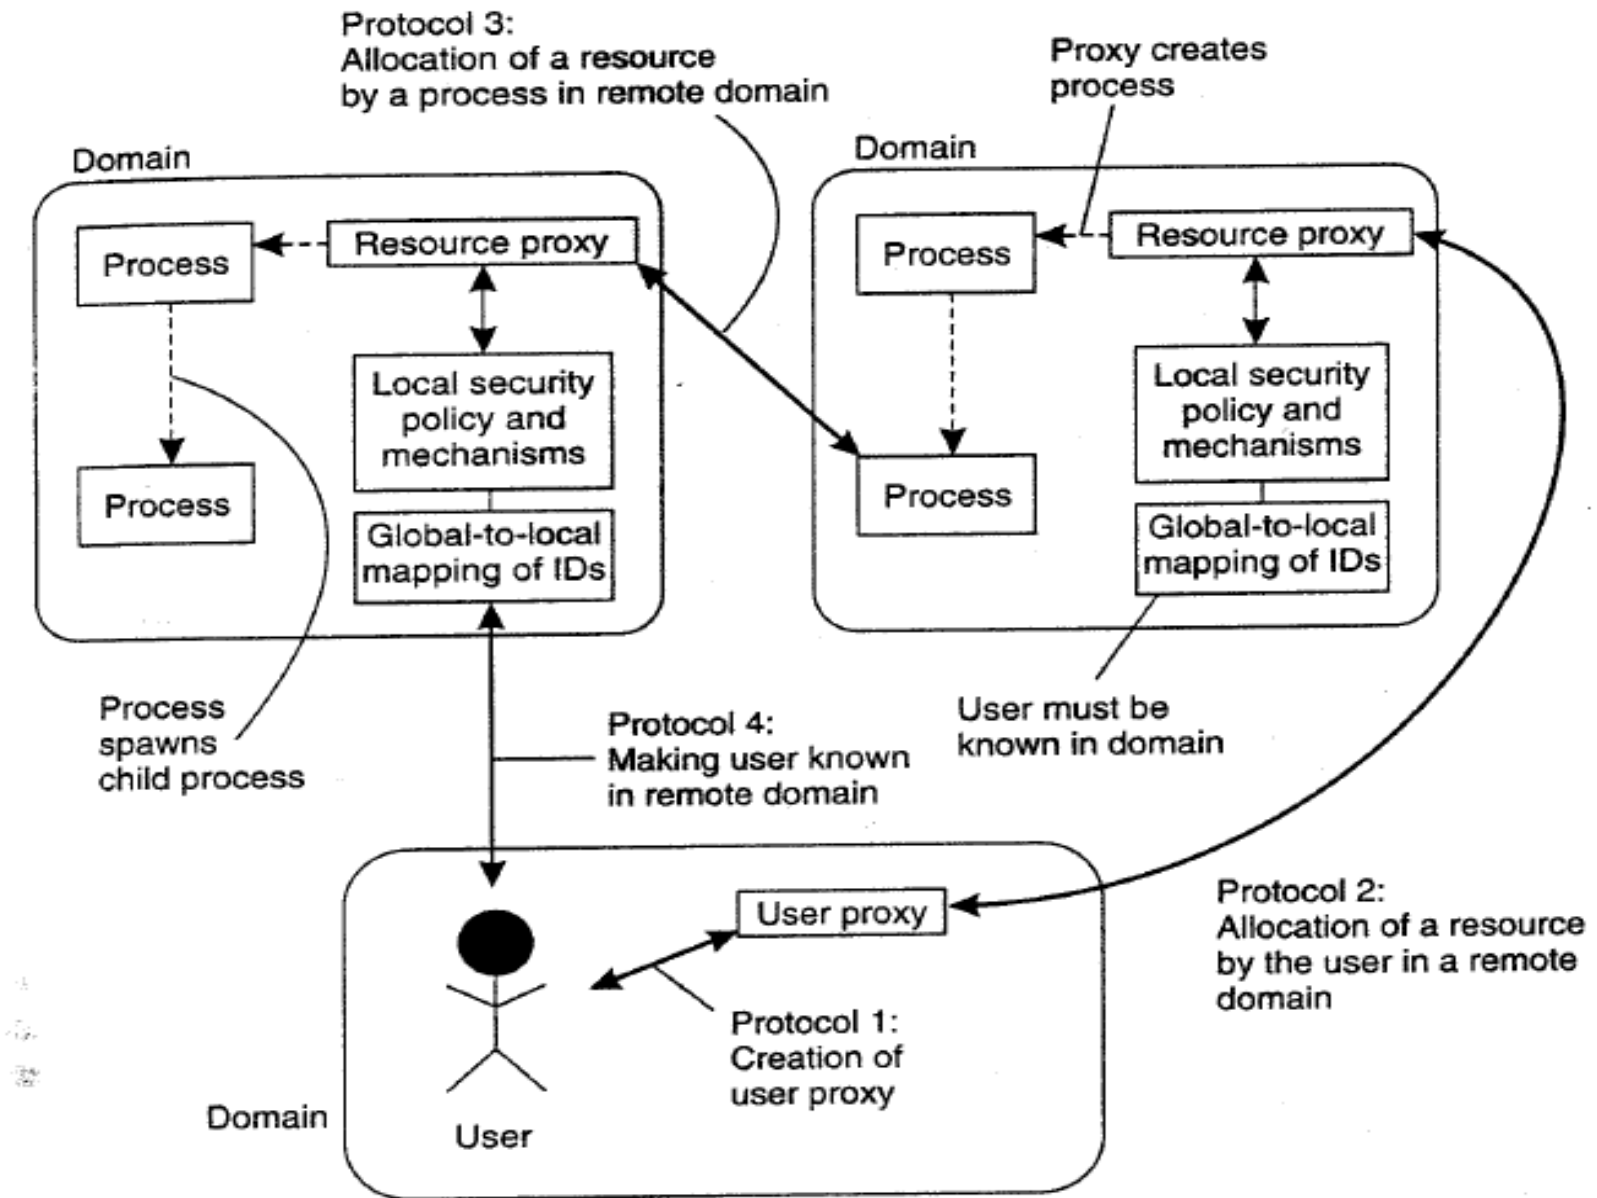 Protocol 3:
Allocation of a resource
by a process in remote domain
Proxy creates
process
Domain
Process
Resource proxy
Local security
policy and
mechanisms
Process
Global-to-local
mapping of IDs
Domain
Process
Resource proxy
Local security
policy and
mechanisms
Process
Global-to-local
mapping of IDs
Process
spawns
child process
Protocol 4:
Making user known
in remote domain
User must be
known in domain
User proxy
Protocol 2:
Allocation of a resource
by the user in a remote
domain
Protocol 1:
Creation of
user proxy
Domain
User